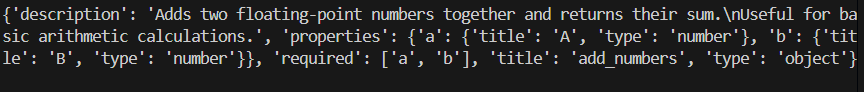 {'description': 'Adds two floating-point numbers together and returns their sum.\nUseful for ba
sic arithmetic calculations.', 'properties': {'a': {'title': 'A', 'type': 'number'}, 'b': {'tit
le': 'B', 'type': 'number'}}, 'required': ['a', 'b'], 'title': 'add_numbers', 'type': 'object'}